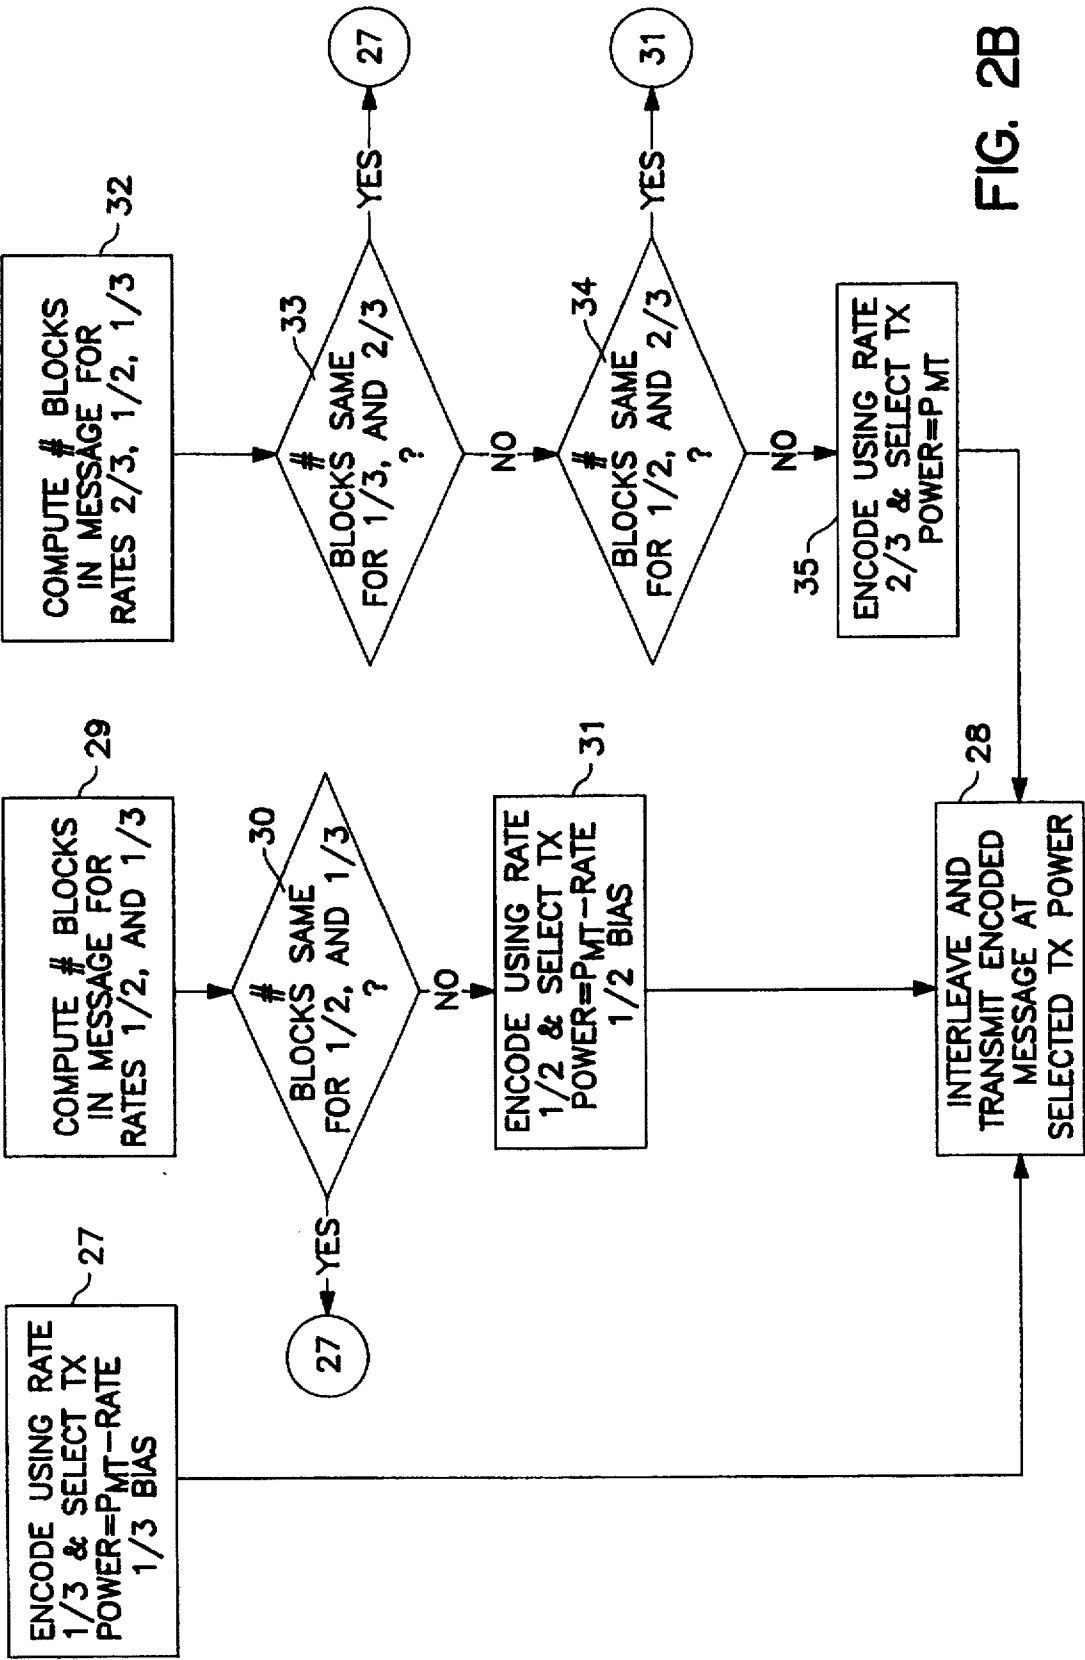 ENCODE USING RATE
1/3 & SELECT TX
POWER=PMT-RATE
1/3 BIAS
27
COMPUTE # BLOCKS
IN MESSAGE FOR
RATES 1/2, AND 1/3
29
#
BLOCKS SAME
FOR 1/2, AND 1/3
?
30
YES
27
NO
ENCODE USING RATE
1/2 & SELECT TX
POWER=PMT-RATE
1/2 BIAS
31
COMPUTE # BLOCKS
IN MESSAGE FOR
RATES 2/3, 1/2, 1/3
32
#
BLOCKS SAME
FOR 1/3, AND 2/3
?
33
YES
27
NO
#
BLOCKS SAME
FOR 1/2, AND 2/3
?
34
YES
31
NO
35
ENCODE USING RATE
2/3 & SELECT TX
POWER=PMT
INTERLEAVE AND
TRANSMIT ENCODED
MESSAGE AT
SELECTED TX POWER
28
FIG. 2B